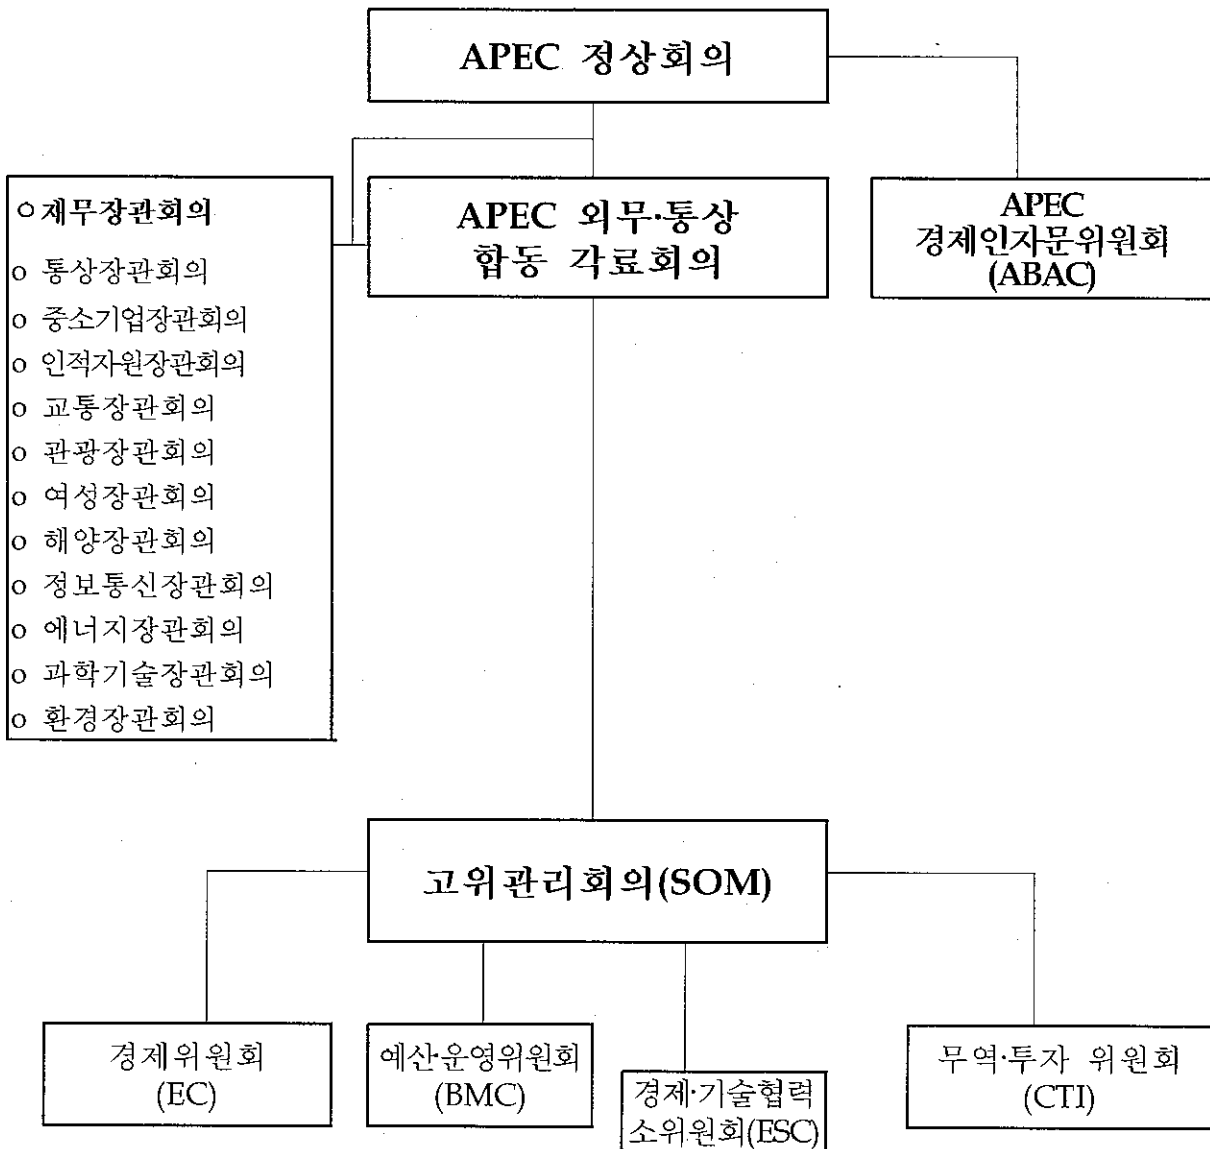 APEC 정상회의
ㅇ재무장관회의
o 통상장관회의
o 중소기업장관회의
o 인적자원장관회의
o 교통장관회의
o 관광장관회의
o 여성장관회의
o 해양장관회의
o 정보통신장관회의
o 에너지장관회의
o 과학기술장관회의
o 환경장관회의
APEC 외무·통상
합동 각료회의
APEC
경제인자문위원회
(ABAC)
고위관리회의(SOM)
경제위원회
(EC)
예산·운영위원회
(BMC)
경제·기술협력
소위원회(ESC)
무역·투자 위원회
(CTI)